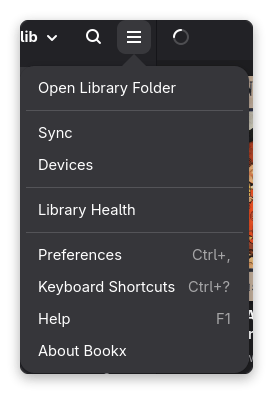 lib
Open Library Folder
Sync
Devices
Library Health
Preferences Ctrl+,
Keyboard Shortcuts Ctrl+?
Help F1
About Bookx